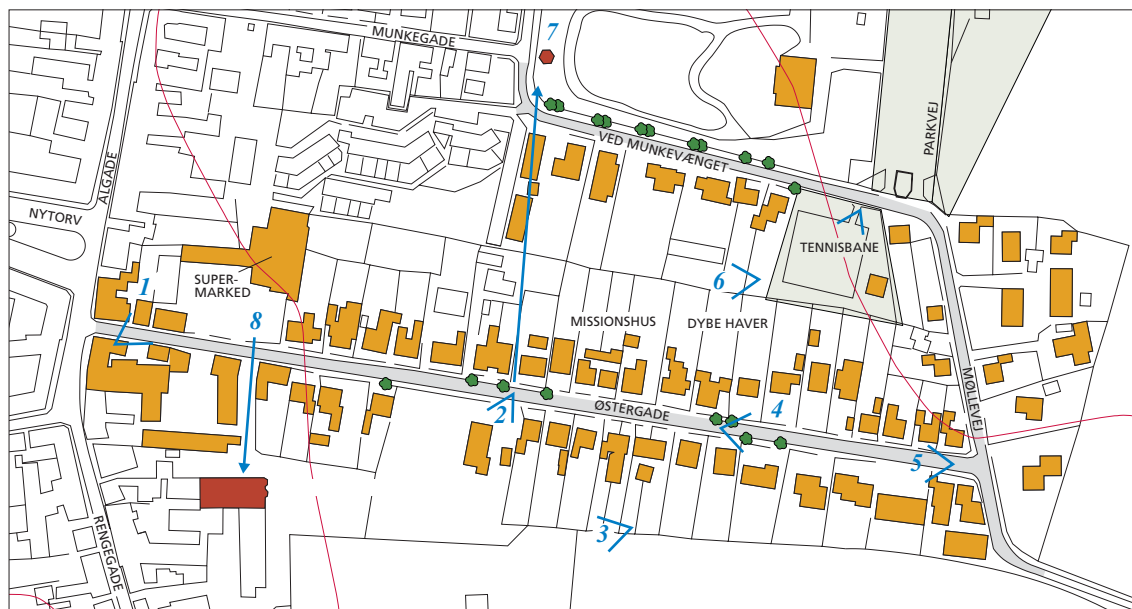 MUNKEGADE
7
PARKVEJ
VED MUNKEVÆNGET
ALGADE
NYTORV
TENNISBANE
SUPER-
MARKED
1
6
8
MISSIONSHUS
DYBE HAVER
MØLLEVEJ
2
ØSTERGADE
4
5
3
RENGEGADE